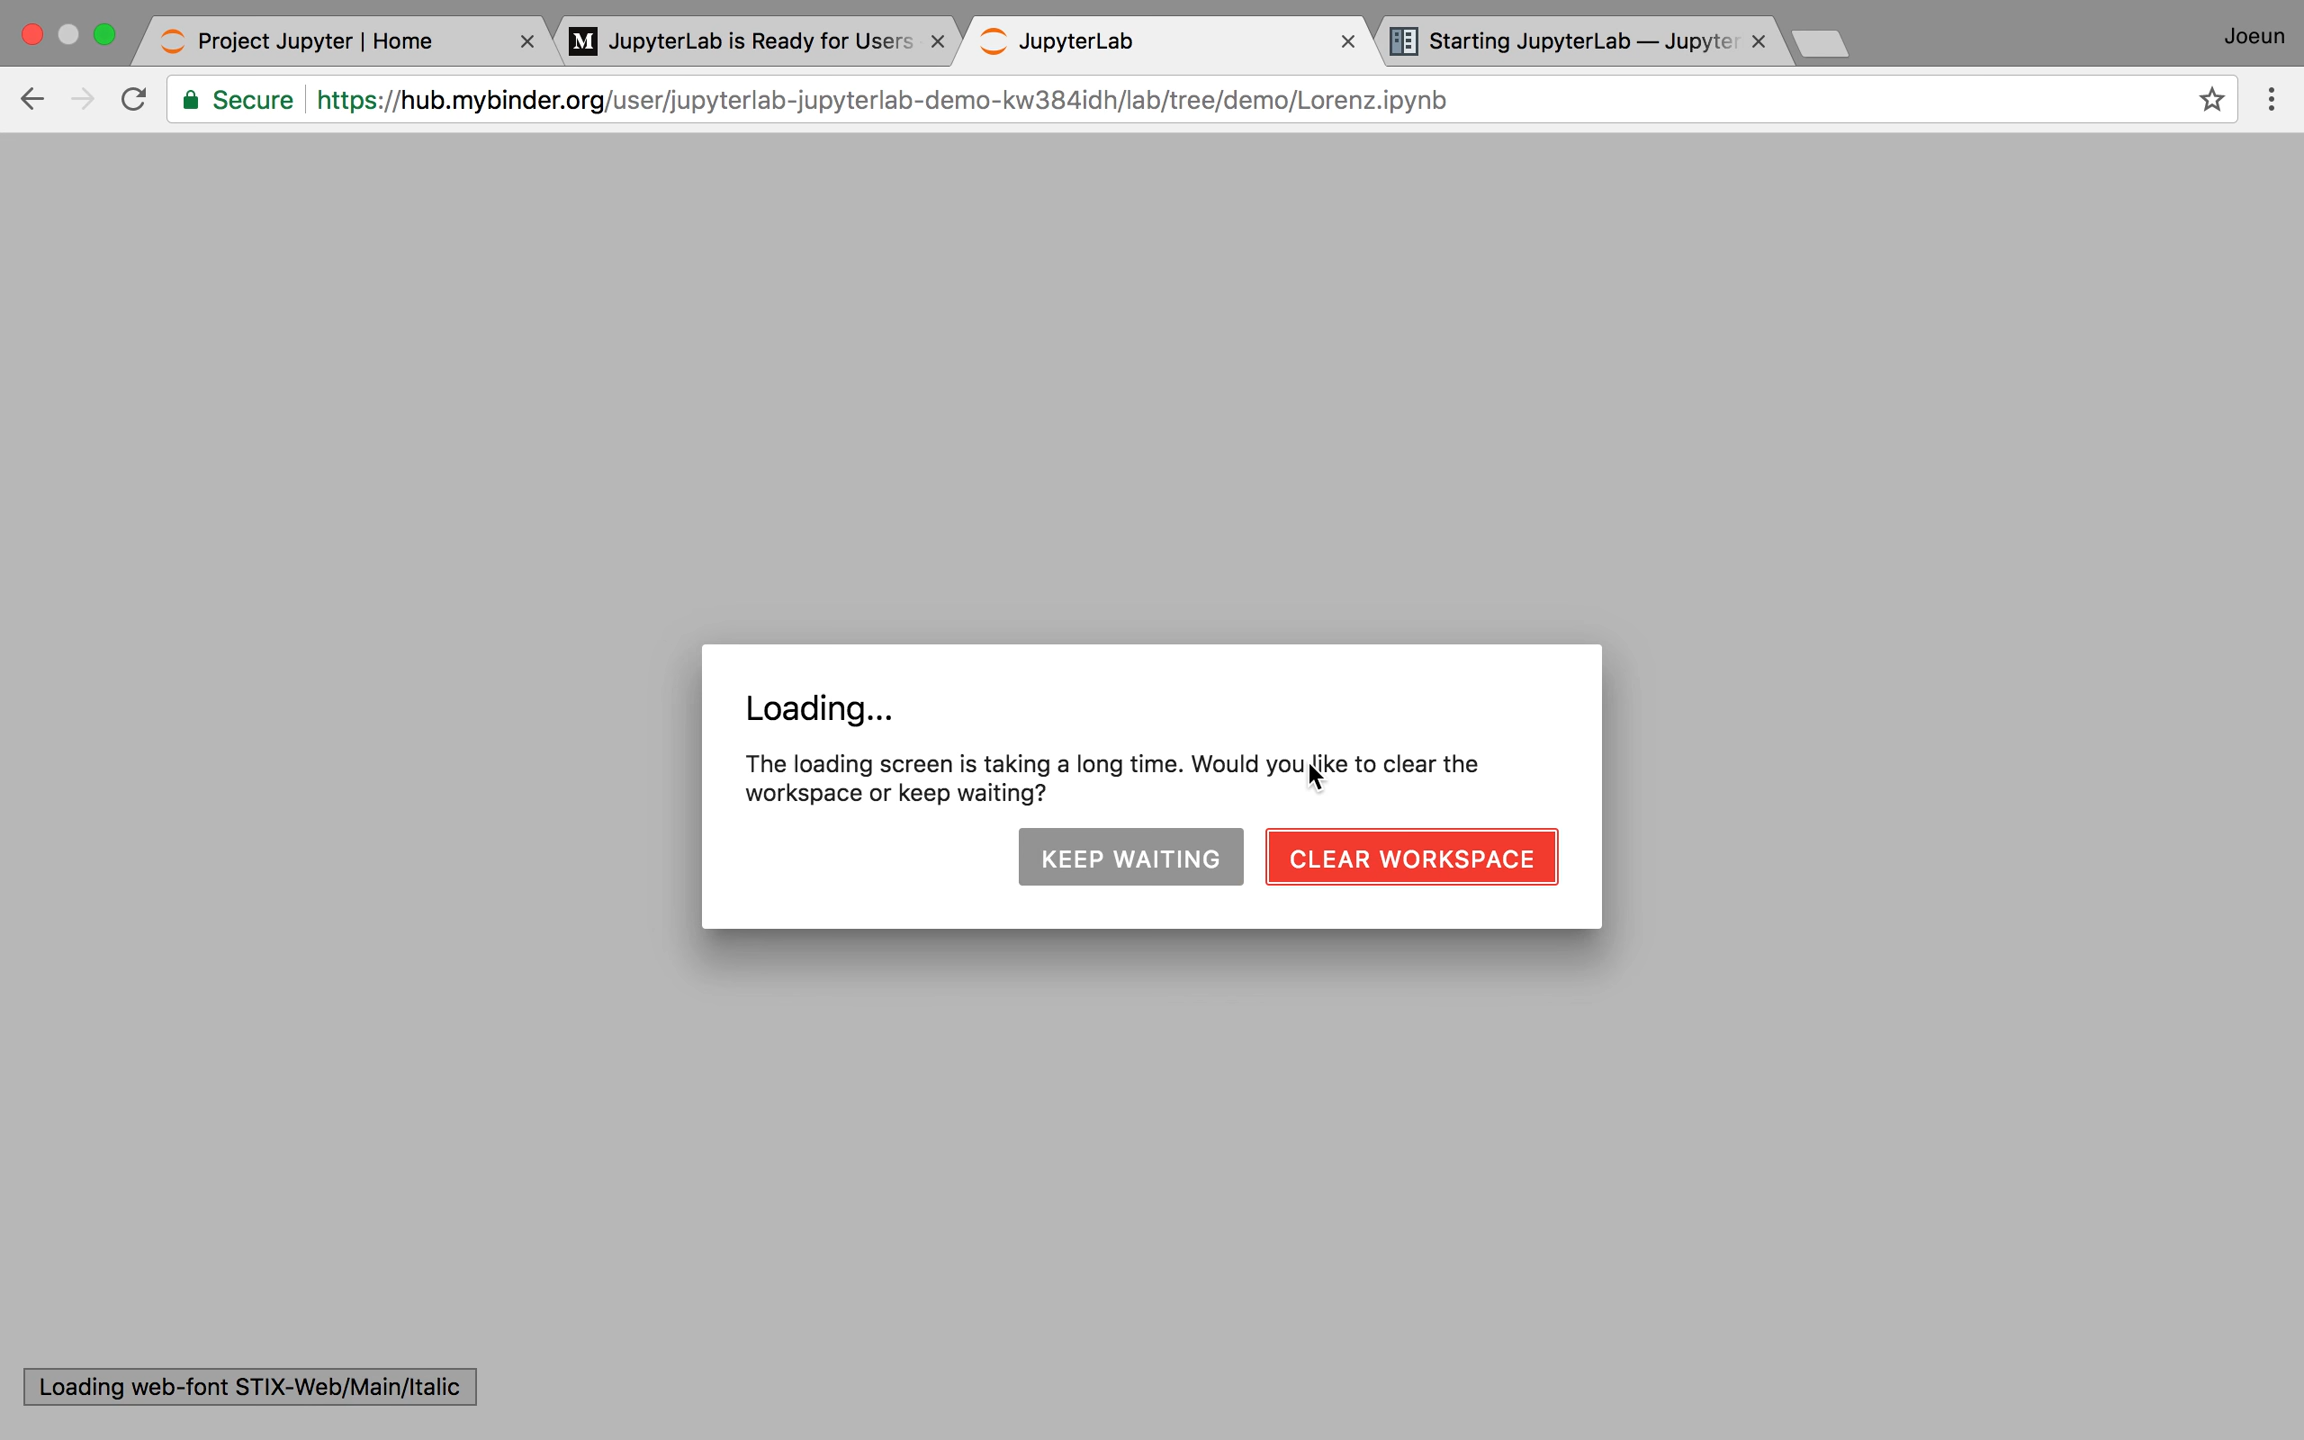 Project Jupyter | Home
M JupyterLab is Ready for Users
JupyterLab
Starting JupyterLab — Jupyter
Joeun
Secure https://hub.mybinder.org/user/jupyterlab-jupyterlab-demo-kw384idh/lab/tree/demo/Lorenz.ipynb
Loading...
The loading screen is taking a long time. Would you like to clear the
workspace or keep waiting?
KEEP WAITING
CLEAR WORKSPACE
Loading web-font STIX-Web/Main/Italic